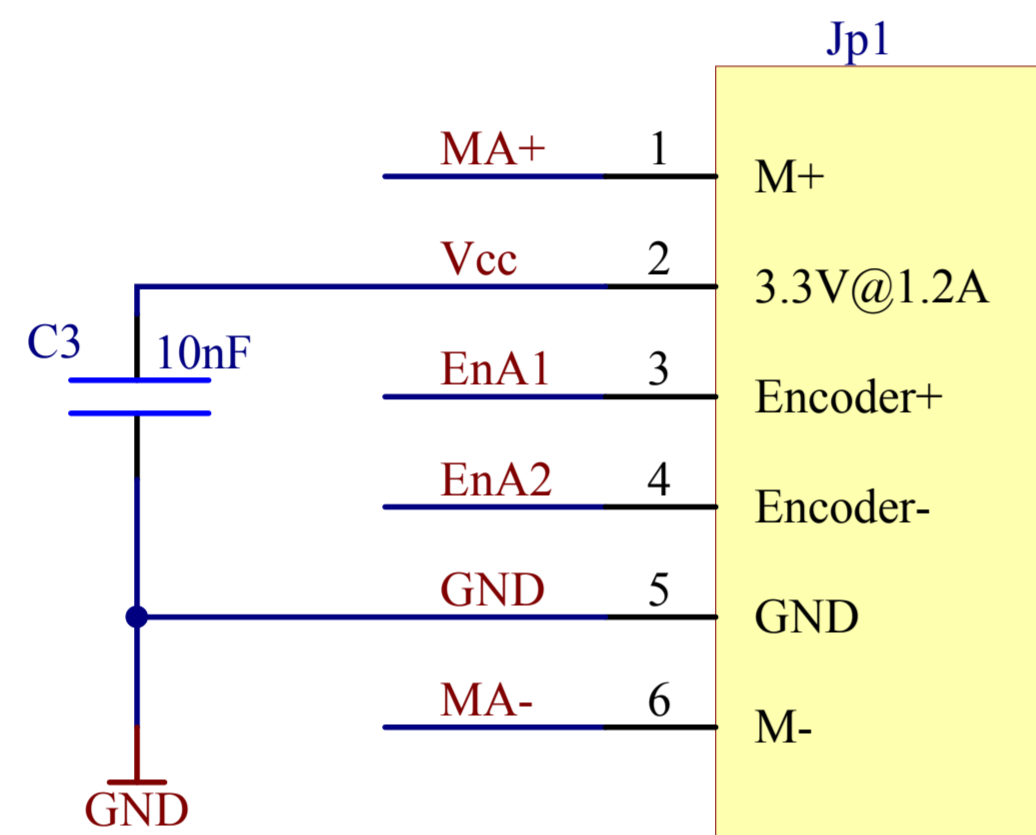 Jp1
MA+ 1 M+
Vcc 2 3.3V@1.2A
C3 10nF
EnA1 3 Encoder+
EnA2 4 Encoder-
GND 5 GND
MA- 6 M-
GND